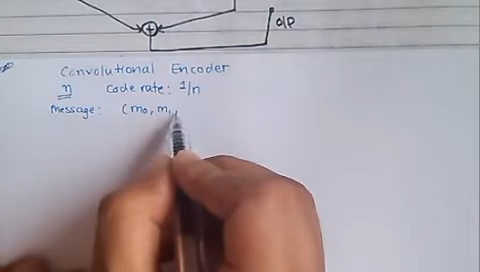 O/P
Convolutional Encoder
n Code rate: 1/n
Message: (m₀, m₁,